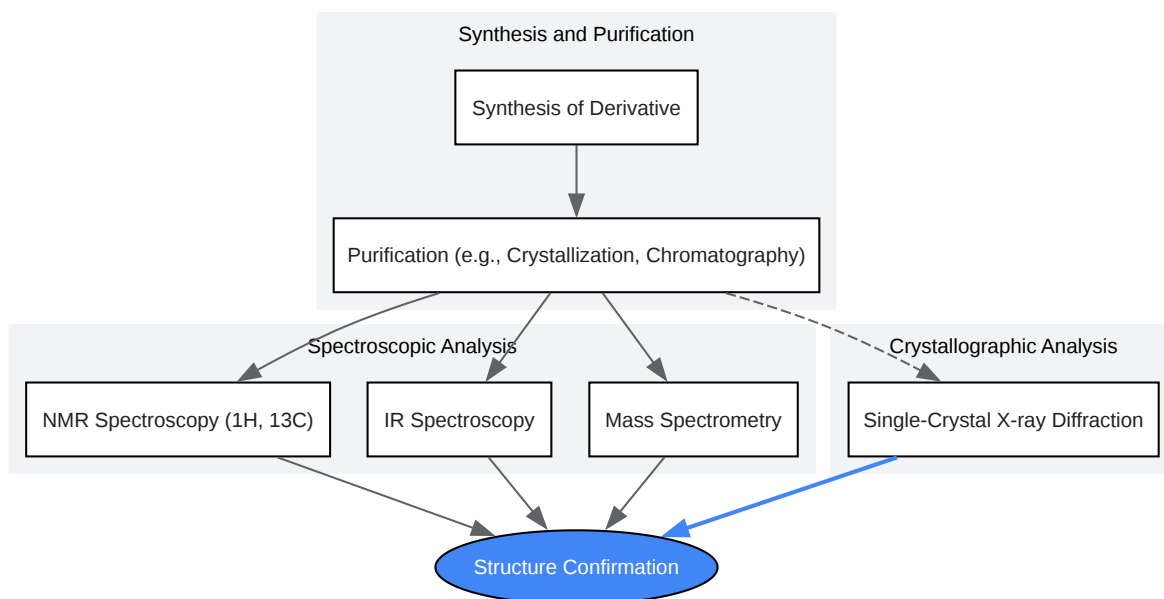 Synthesis and Purification
Synthesis of Derivative
Purification (e.g., Crystallization, Chromatography)
Spectroscopic Analysis
Crystallographic Analysis
NMR Spectroscopy (1H, 13C)
IR Spectroscopy
Mass Spectrometry
Single-Crystal X-ray Diffraction
Structure Confirmation